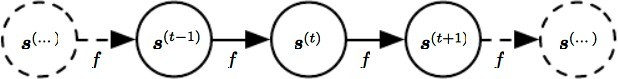 s^(...) s^(t−1) s^(t) s^(t+1) s^(...)
f f f f